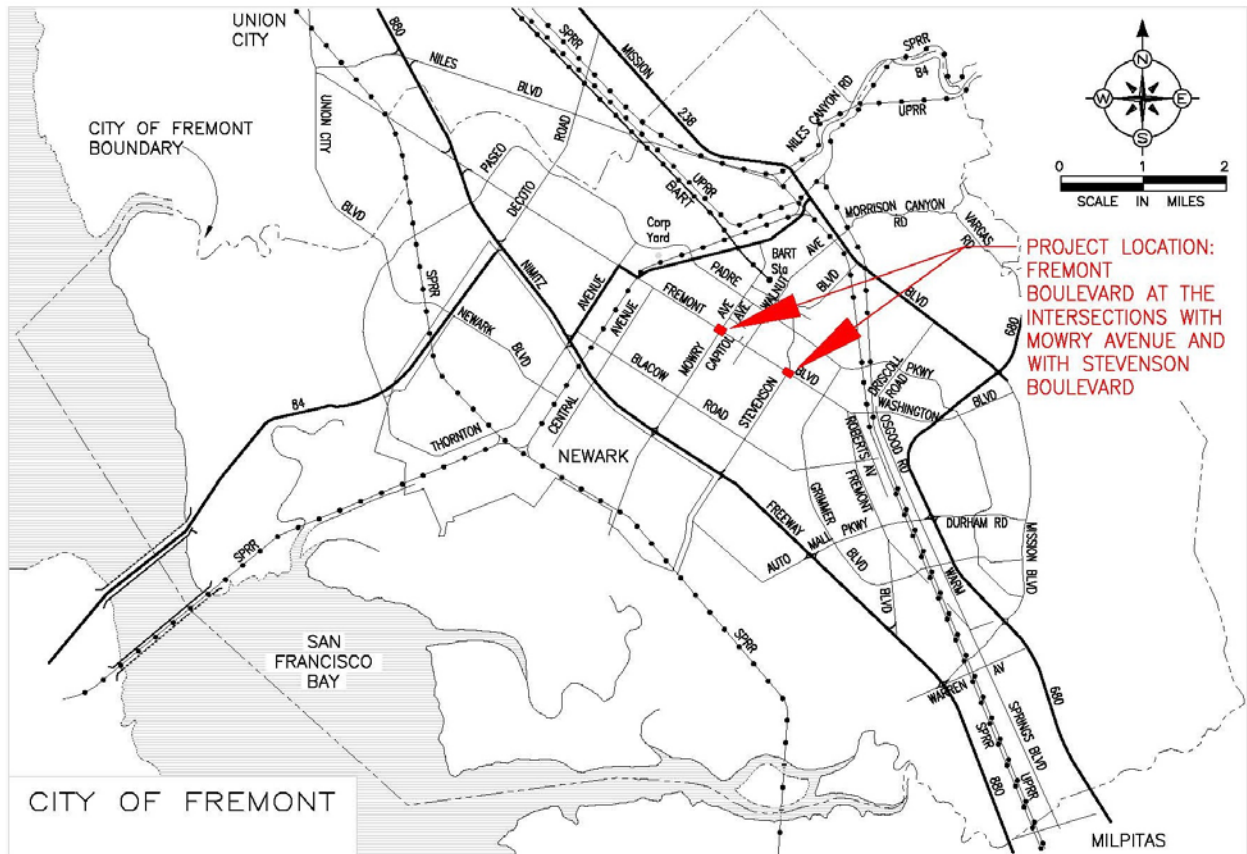 UNION
CITY
880
SPRR
MISSION
SPRR
84
NILES
BLVD
UNION CITY
BLVD
ROAD
238
NILES CANYON RD
UPRR
N
W
E
S
0 1 2
SCALE IN MILES
CITY OF FREMONT
BOUNDARY
PASEO
DECOTO
UPRR
BART
MORRISON CANYON
RD
VARGAS
RD
Corp
Yard
BART
Sta
AVE
PADRE
WALNUT
BLVD
PROJECT LOCATION:
FREMONT
BOULEVARD AT THE
INTERSECTIONS WITH
MOWRY AVENUE AND
WITH STEVENSON
BOULEVARD
SPRR
NIMITZ
AVENUE
AVENUE
FREMONT
AVE
AVE
BLVD
680
NEWARK
BLVD
BLACOW
ROAD
MOWRY
CAPITOL
STEVENSON
BLVD
DRISCOLL
ROAD
PKWY
WASHINGTON
BLVD
84
THORNTON
CENTRAL
NEWARK
ROBERTS AV
OSGOOD RD
GRIMMER
BLVD
FREMONT
BLVD
FREEWAY
AUTO
MALL
PKWY
DURHAM RD
MISSION BLVD
SPRR
WARM
SPRINGS BLVD
SAN
FRANCISCO
BAY
SPRR
WARREN
AV
680
SPRR
UPRR
880
CITY OF FREMONT
MILPITAS